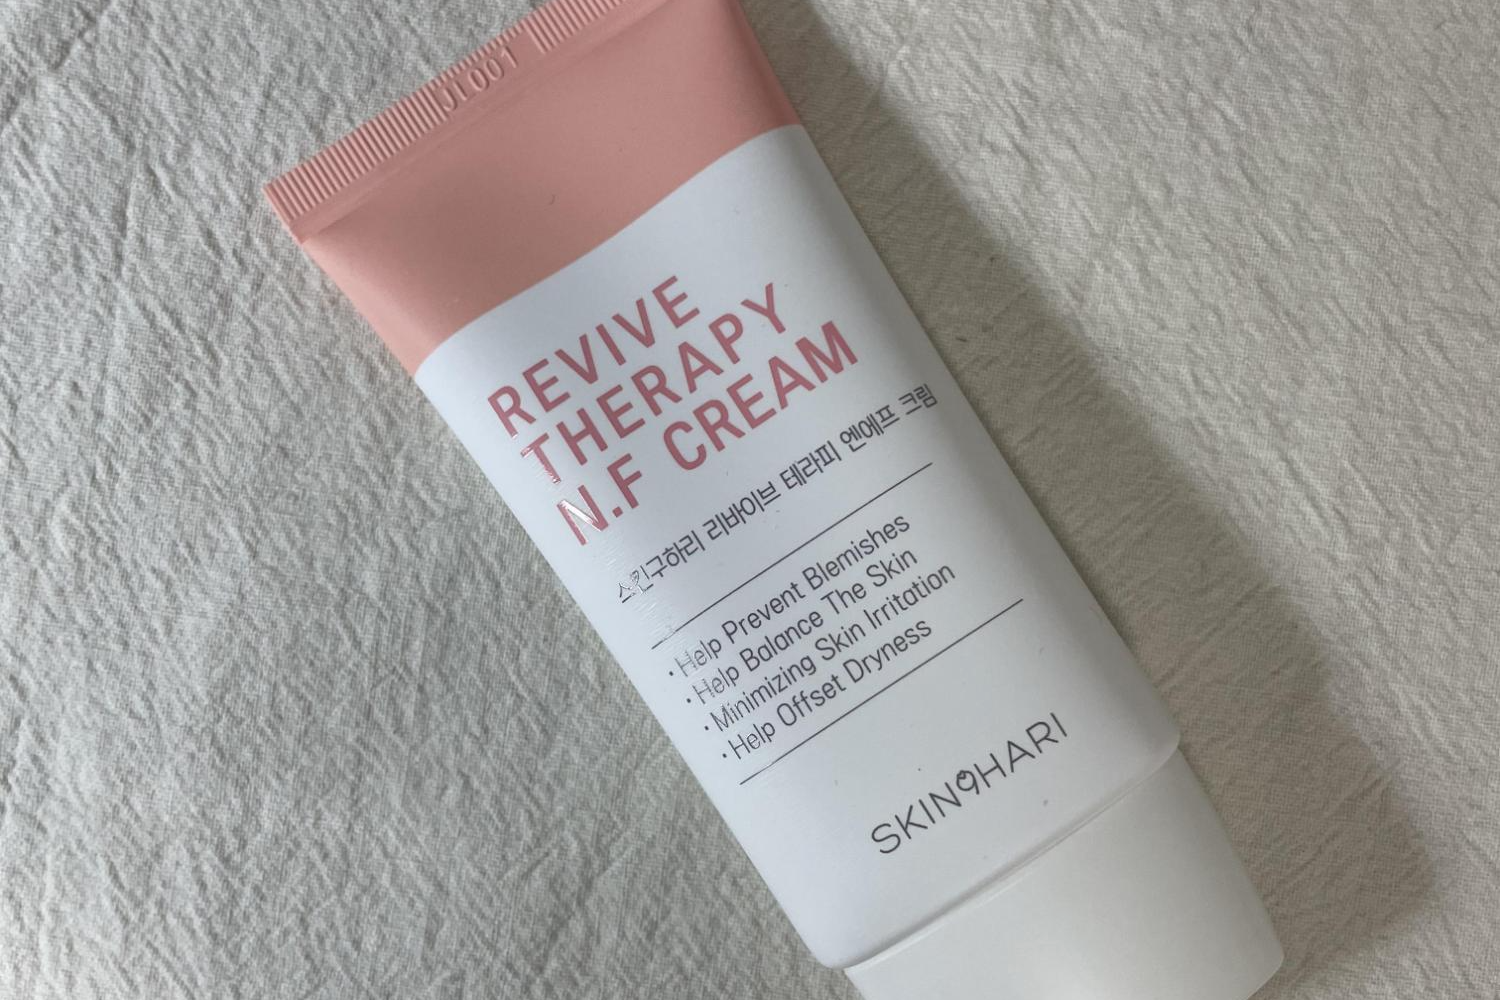 J1001
REVIVE
THERAPY
N.F CREAM
스킨구하리 리바이브 테라피 엔에프 크림
· Help Prevent Blemishes
· Help Balance The Skin
· Minimizing Skin Irritation
· Help Offset Dryness
SKIN9HARI